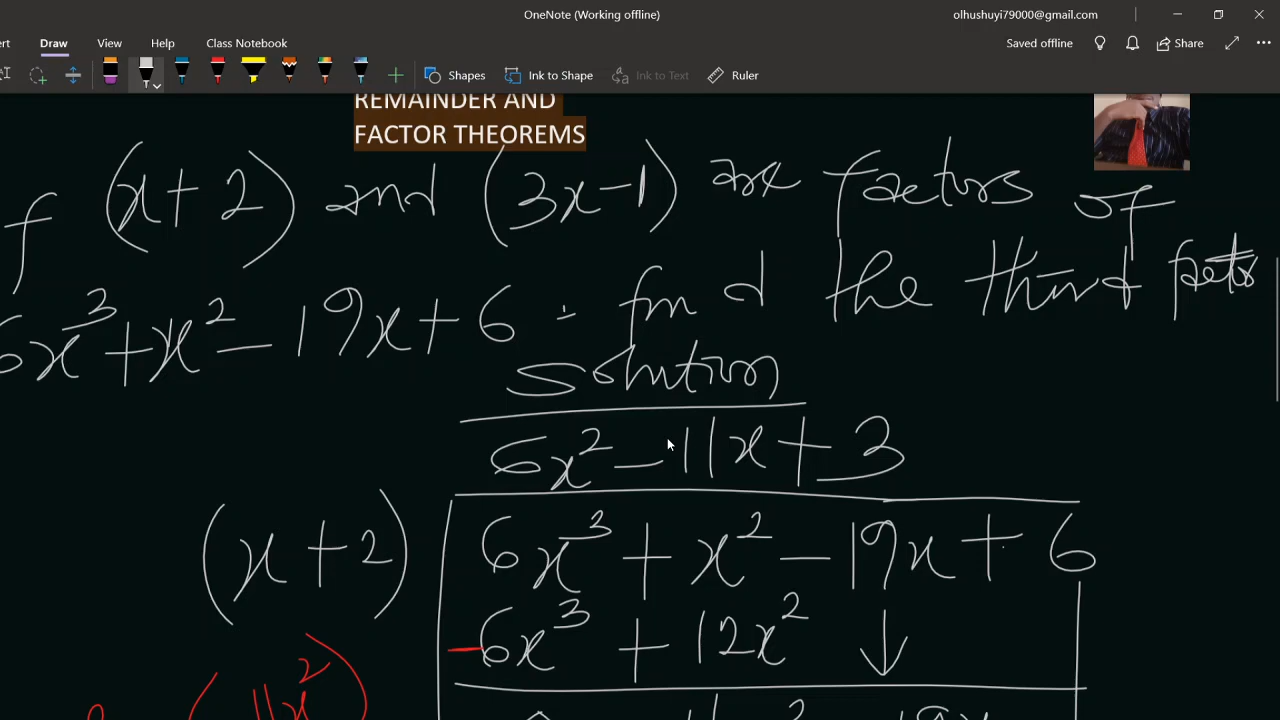 OneNote (Working offline)
olhushuyi79000@gmail.com
Draw View Help Class Notebook
Saved offline
Share
Shapes Ink to Shape Ink to Text Ruler
REMAINDER AND
FACTOR THEOREMS
f (x+2) and (3x-1) are factors of
6x³+x²-19x+6 : find the third factor
Solution
6x²-11x+3
(x+2) 6x³+x²-19x+6
-6x³+12x² ↓
11x²